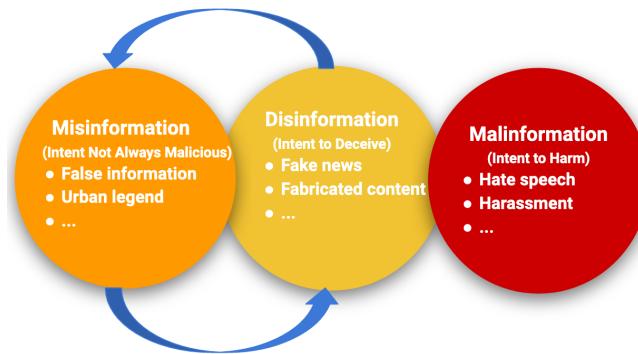 Misinformation
(Intent Not Always Malicious)
● False information
● Urban legend
● ...
Disinformation
(Intent to Deceive)
● Fake news
● Fabricated content
● ...
Malinformation
(Intent to Harm)
● Hate speech
● Harassment
● ...